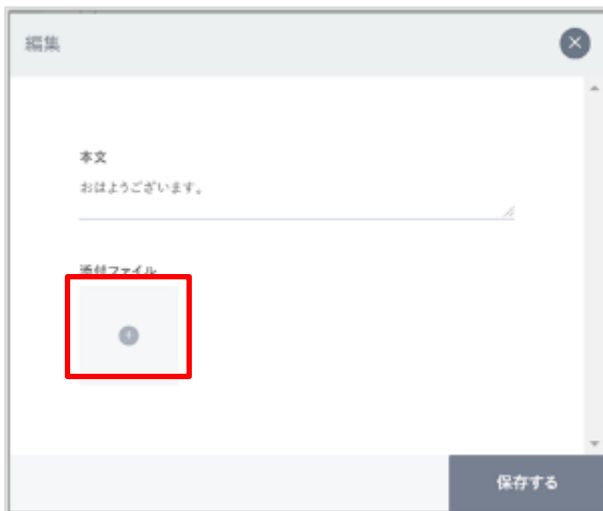 編集
本文
おはようございます。
添付ファイル
保存する